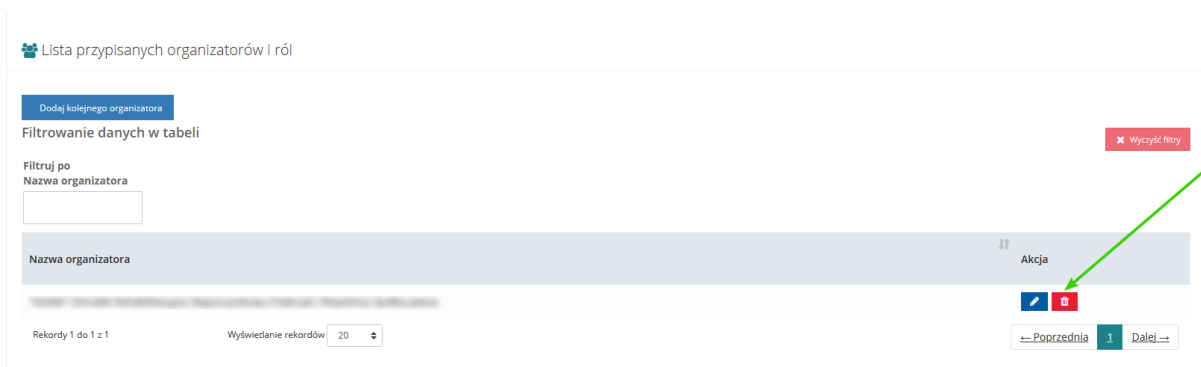 Lista przypisanych organizatorów i ról
Dodaj kolejnego organizatora
Filtrowanie danych w tabeli
Wyczyść filtry
Filtruj po
Nazwa organizatora
Nazwa organizatora
Akcja
Rekordy 1 do 1 z 1
Wyświetlanie rekordów 20
← Poprzednia 1 Dalej →